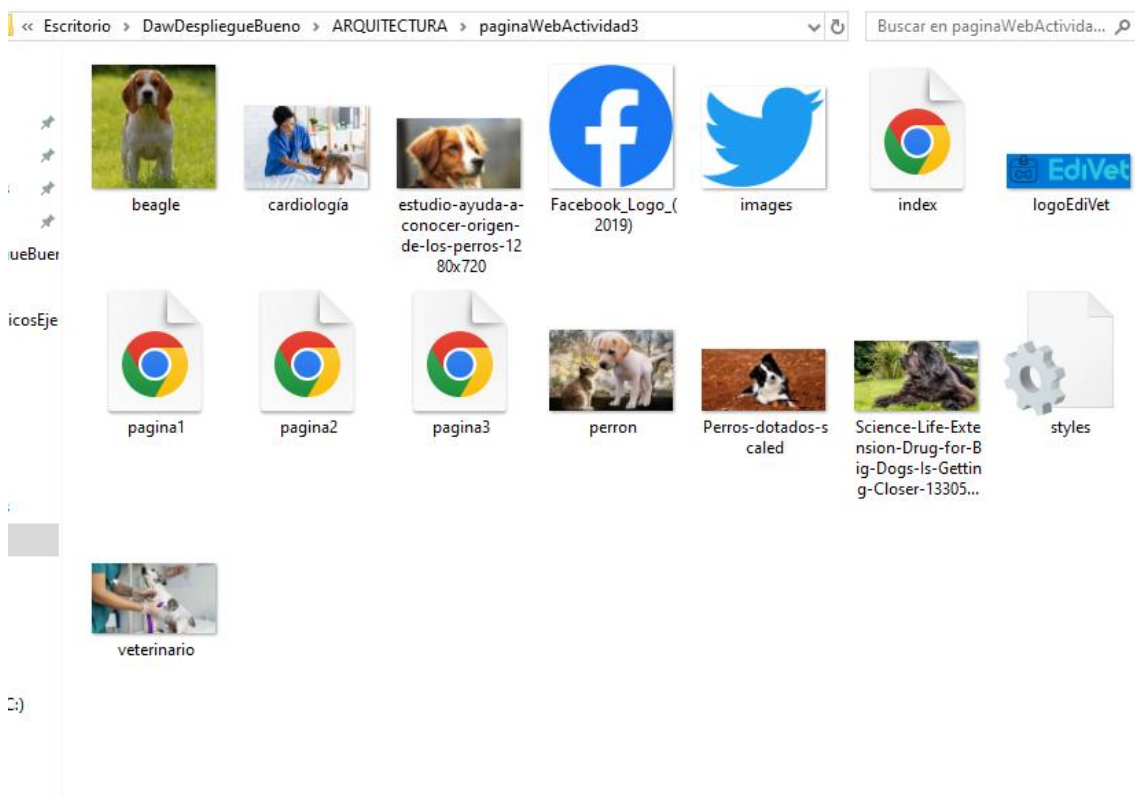 « Escritorio > DawDespliegueBueno > ARQUITECTURA > paginaWebActividad3
Buscar en paginaWebActivida...
EdiVet
beagle
cardiología
estudio-ayuda-a-
conocer-origen-
de-los-perros-12
80x720
Facebook_Logo_(
2019)
images
index
logoEdiVet
ueBuer
icosEje
pagina1
pagina2
pagina3
perron
Perros-dotados-s
caled
Science-Life-Exte
nsion-Drug-for-B
ig-Dogs-Is-Gettin
g-Closer-13305...
styles
veterinario
C:)